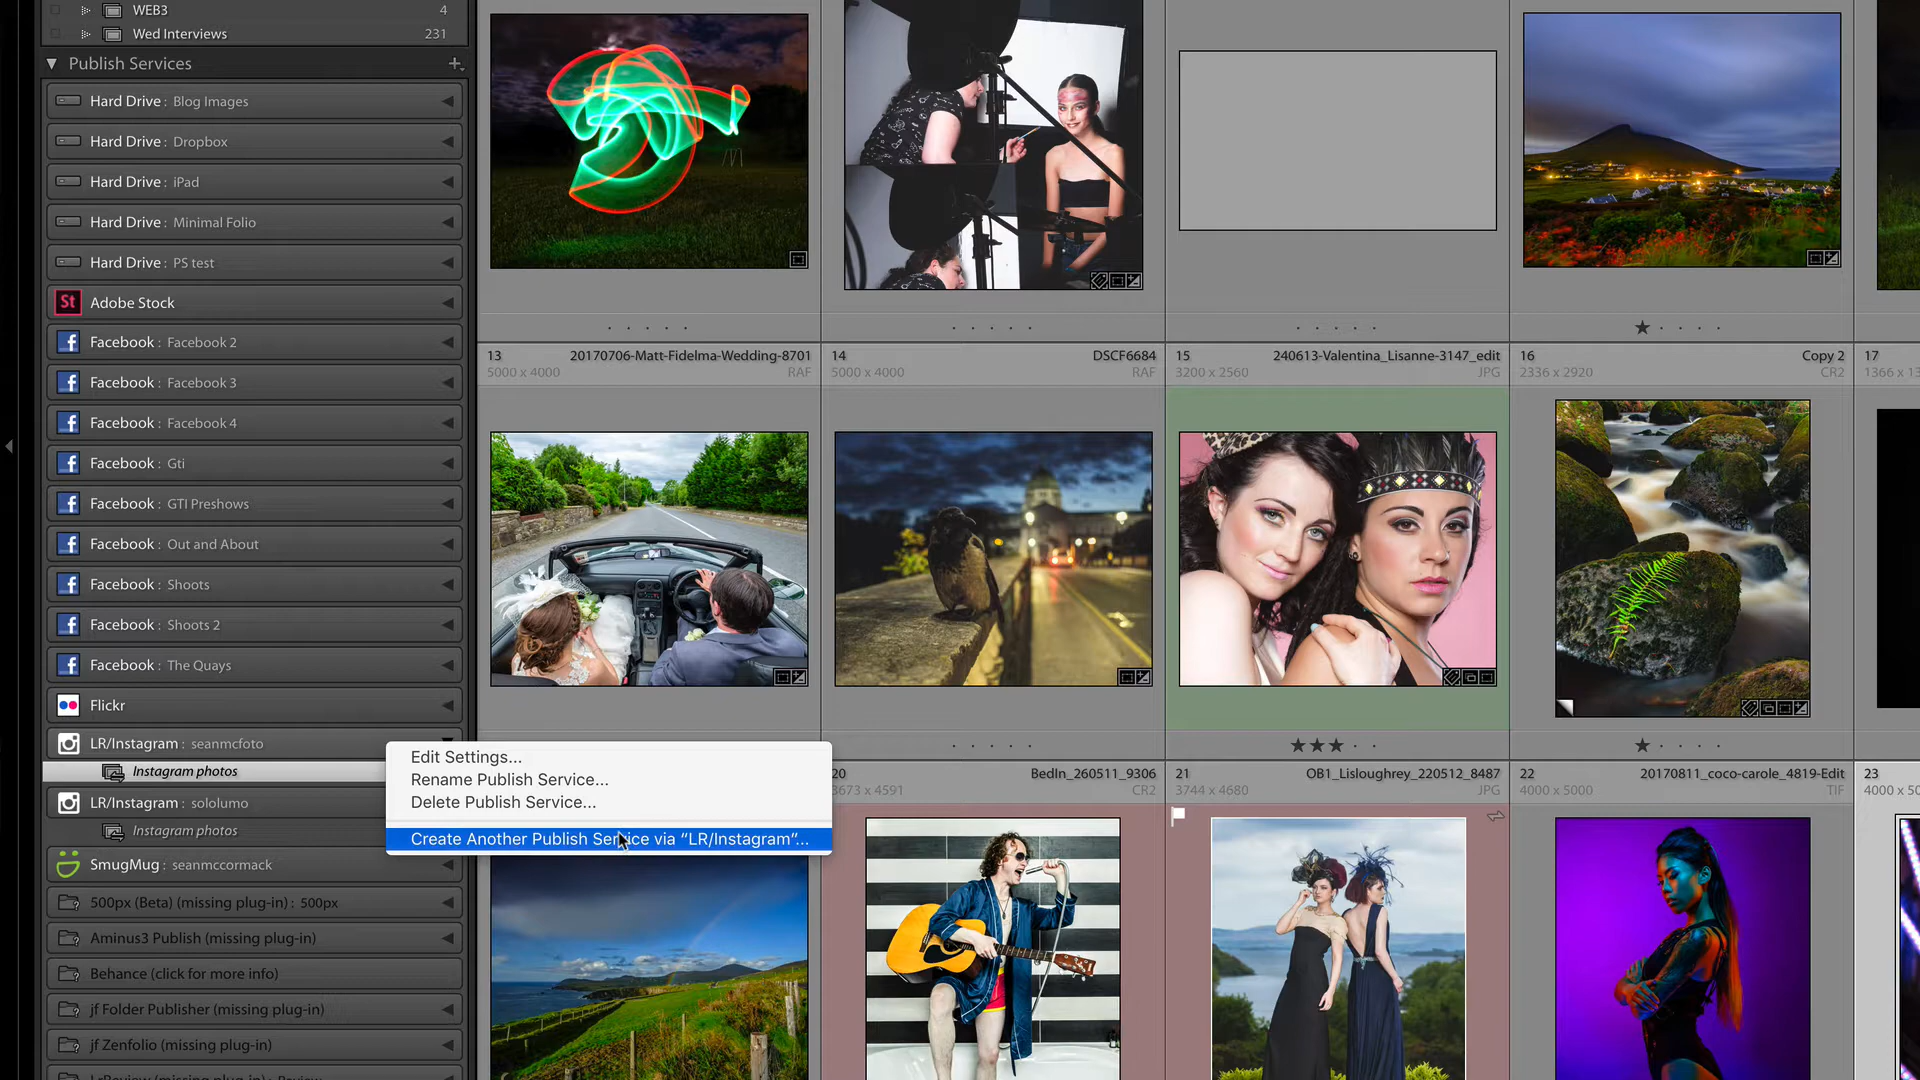 WEB3 4
Wed Interviews 231
Publish Services
Hard Drive : Blog Images
Hard Drive : Dropbox
Hard Drive : iPad
Hard Drive : Minimal Folio
Hard Drive : PS test
St Adobe Stock
Facebook : Facebook 2
Facebook : Facebook 3
Facebook : Facebook 4
Facebook : Gti
Facebook : GTI Preshows
Facebook : Out and About
Facebook : Shoots
Facebook : Shoots 2
Facebook : The Quays
Flickr
LR/Instagram : seanmcfoto
Instagram photos
LR/Instagram : sololumo
Instagram photos
SmugMug : seanmccormack
500px (Beta) (missing plug-in) : 500px
Aminus3 Publish (missing plug-in)
Behance (click for more info)
jf Folder Publisher (missing plug-in)
jf Zenfolio (missing plug-in)
Edit Settings...
Rename Publish Service...
Delete Publish Service...
Create Another Publish Service via “LR/Instagram”...
13 20170706-Matt-Fidelma-Wedding-8701
5000 x 4000 RAF
14 DSCF6684
5000 x 4000 RAF
15 240613-Valentina_Lisanne-3147_edit
3200 x 2560 JPG
16 Copy 2
2336 x 2920 CR2
17
20 BedIn_260511_9306
3673 x 4591 CR2
21 OB1_Lisloughrey_220512_8487
3744 x 4680 JPG
22 20170811_coco-carole_4819-Edit
4000 x 5000 TIF
23